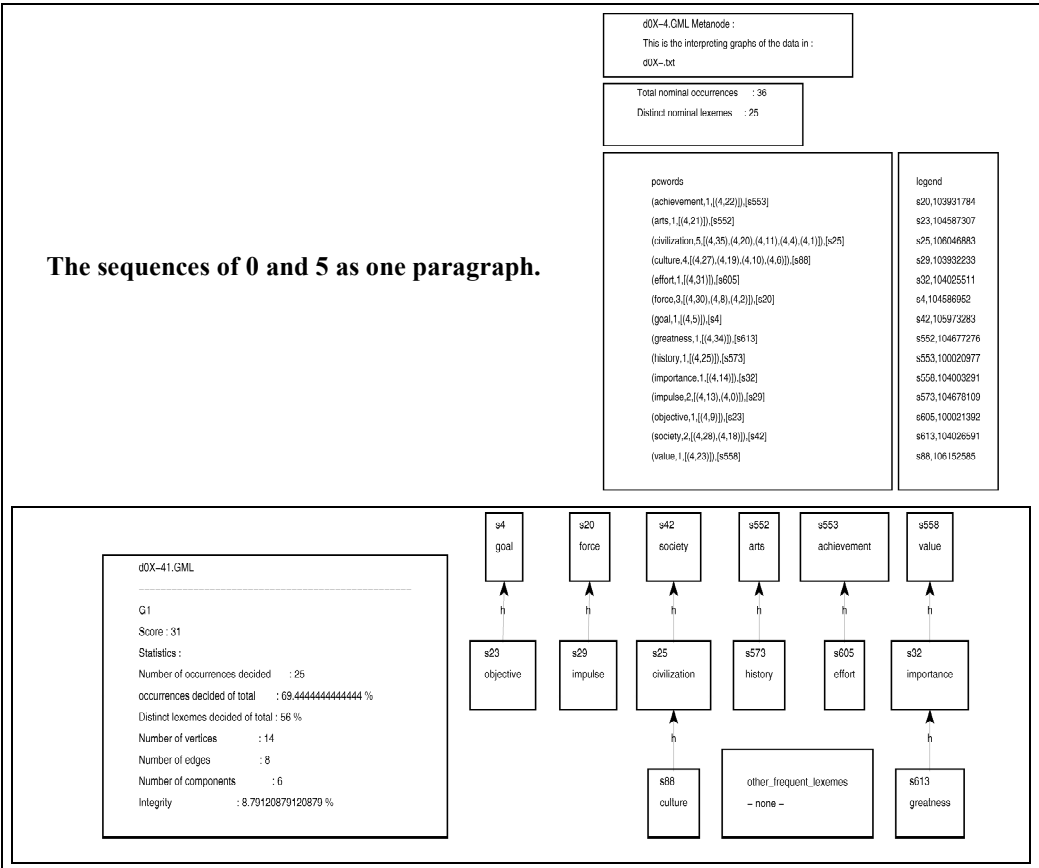 d0X-4.GML Metanode :
This is the interpreting graphs of the data in :
d0X-.txt
Total nominal occurrences : 36
Distinct nominal lexemes : 25
The sequences of 0 and 5 as one paragraph.
pcwords
(achievement,1,[(4,22)]),[s553]
(arts,1,[(4,21)]),[s552]
(civilization,5,[(4,35),(4,20),(4,11),(4,4),(4,1)]),[s25]
(culture,4,[(4,27),(4,19),(4,10),(4,6)]),[s88]
(effort,1,[(4,31)]),[s605]
(force,3,[(4,30),(4,8),(4,2)]),[s20]
(goal,1,[(4,5)]),[s4]
(greatness,1,[(4,34)]),[s613]
(history,1,[(4,25)]),[s573]
(importance,1,[(4,14)]),[s32]
(impulse,2,[(4,13),(4,0)]),[s29]
(objective,1,[(4,9)]),[s23]
(society,2,[(4,28),(4,18)]),[s42]
(value,1,[(4,23)]),[s558]
legend
s20,103931784
s23,104587307
s25,106046883
s29,103932233
s32,104025511
s4,104586952
s42,105973283
s552,104677276
s553,100020977
s558,104003291
s573,104678109
s605,100021392
s613,104026591
s88,106152585
d0X-41.GML
G1
Score : 31
Statistics :
Number of occurrences decided : 25
occurrences decided of total : 69.4444444444444 %
Distinct lexemes decided of total : 56 %
Number of vertices : 14
Number of edges : 8
Number of components : 6
Integrity : 8.79120879120879 %
s4 s20 s42 s552 s553 s558
goal force society arts achievement value
h h h h h h
s23 s29 s25 s573 s605 s32
objective impulse civilization history effort importance
h h
s88 other_frequent_lexemes s613
culture – none – greatness